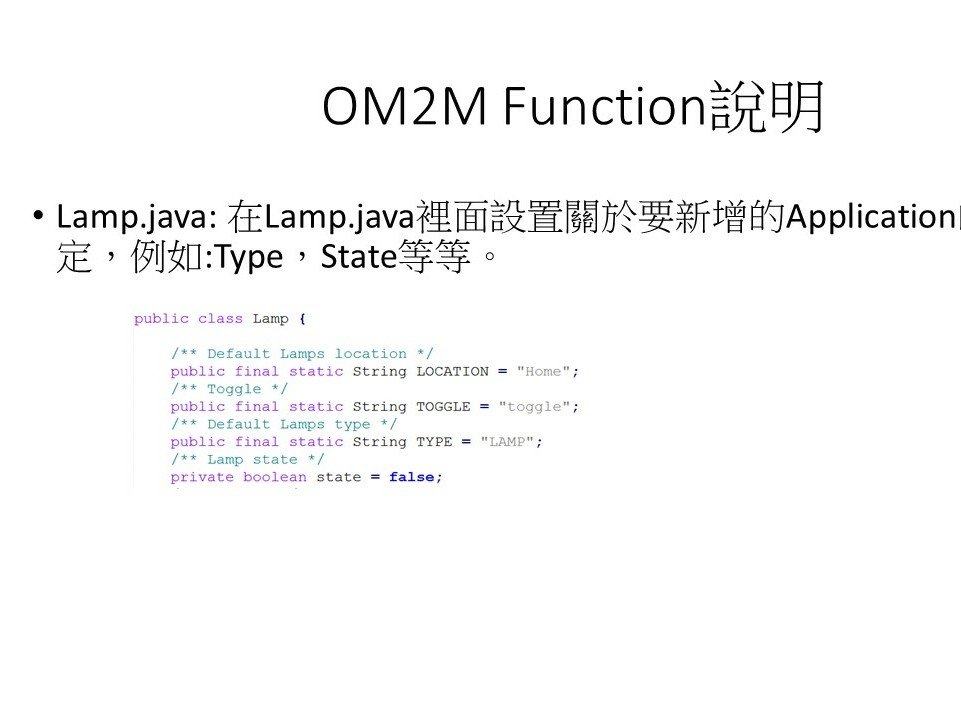 OM2M Function說明
• Lamp.java: 在Lamp.java裡面設置關於要新增的Application
定，例如:Type，State等等。
public class Lamp {
/** Default Lamps location */
public final static String LOCATION = "Home";
/** Toggle */
public final static String TOGGLE = "toggle";
/** Default Lamps type */
public final static String TYPE = "LAMP";
/** Lamp state */
private boolean state = false;